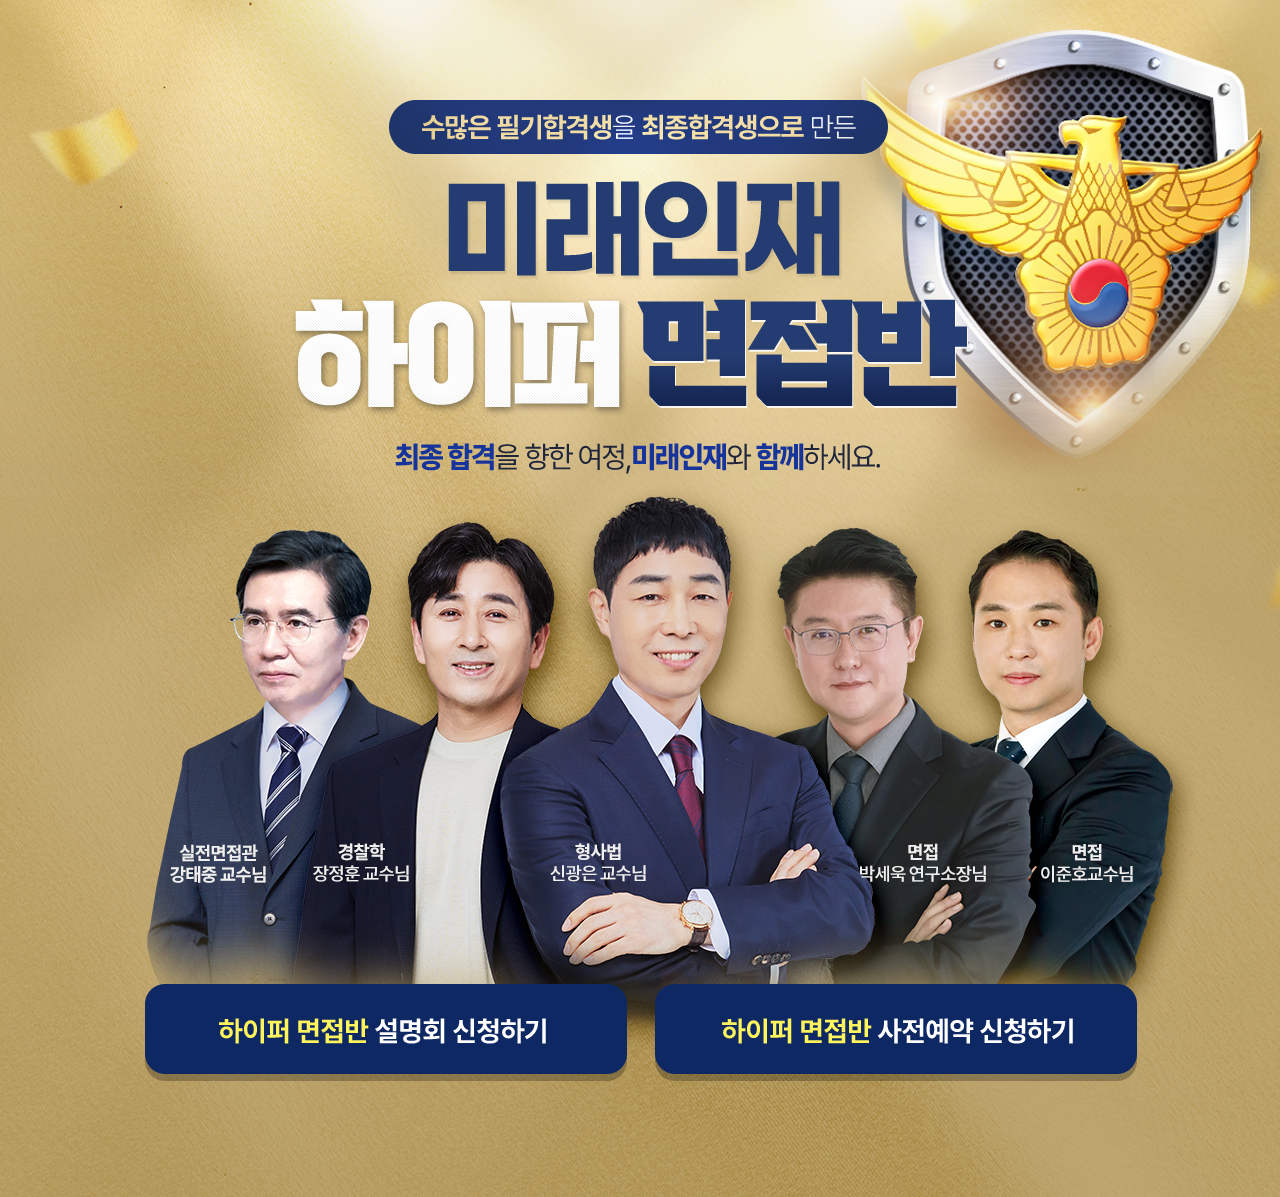 수많은 필기합격생을 최종합격생으로 만든
미래인재
하이퍼 면접반
최종 합격을 향한 여정,미래인재와 함께하세요.
실전면접관
강태중 교수님
경찰학
장정훈 교수님
형사법
신광은 교수님
면접
박세욱 연구소장님
면접
이준호교수님
하이퍼 면접반 설명회 신청하기
하이퍼 면접반 사전예약 신청하기